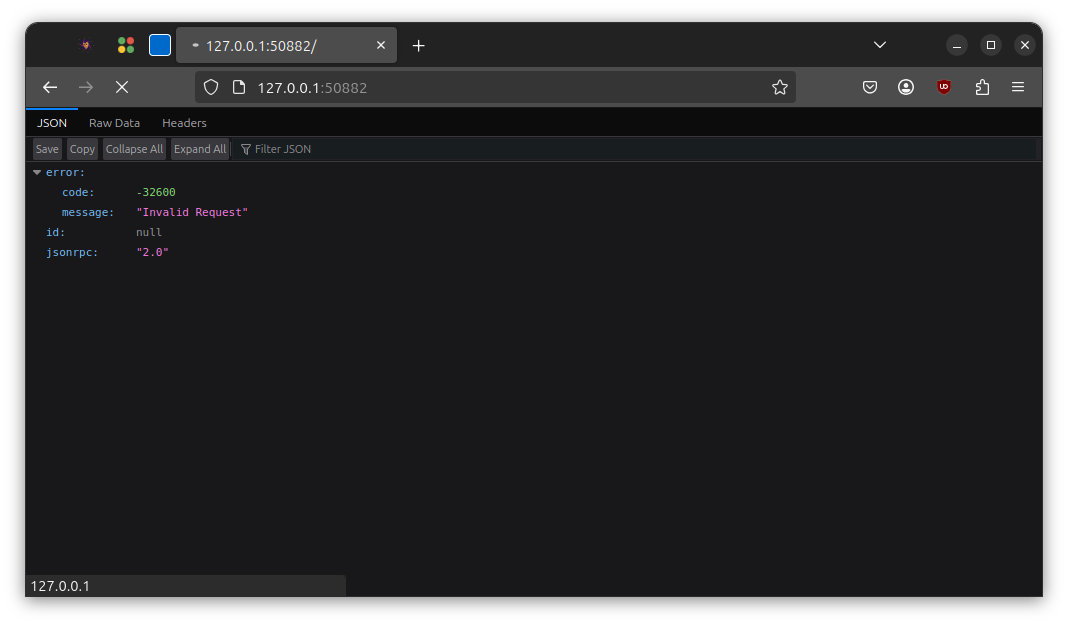 127.0.0.1:50882/
127.0.0.1:50882
JSON Raw Data Headers
Save Copy Collapse All Expand All Filter JSON
error:
code: -32600
message: "Invalid Request"
id: null
jsonrpc: "2.0"
127.0.0.1